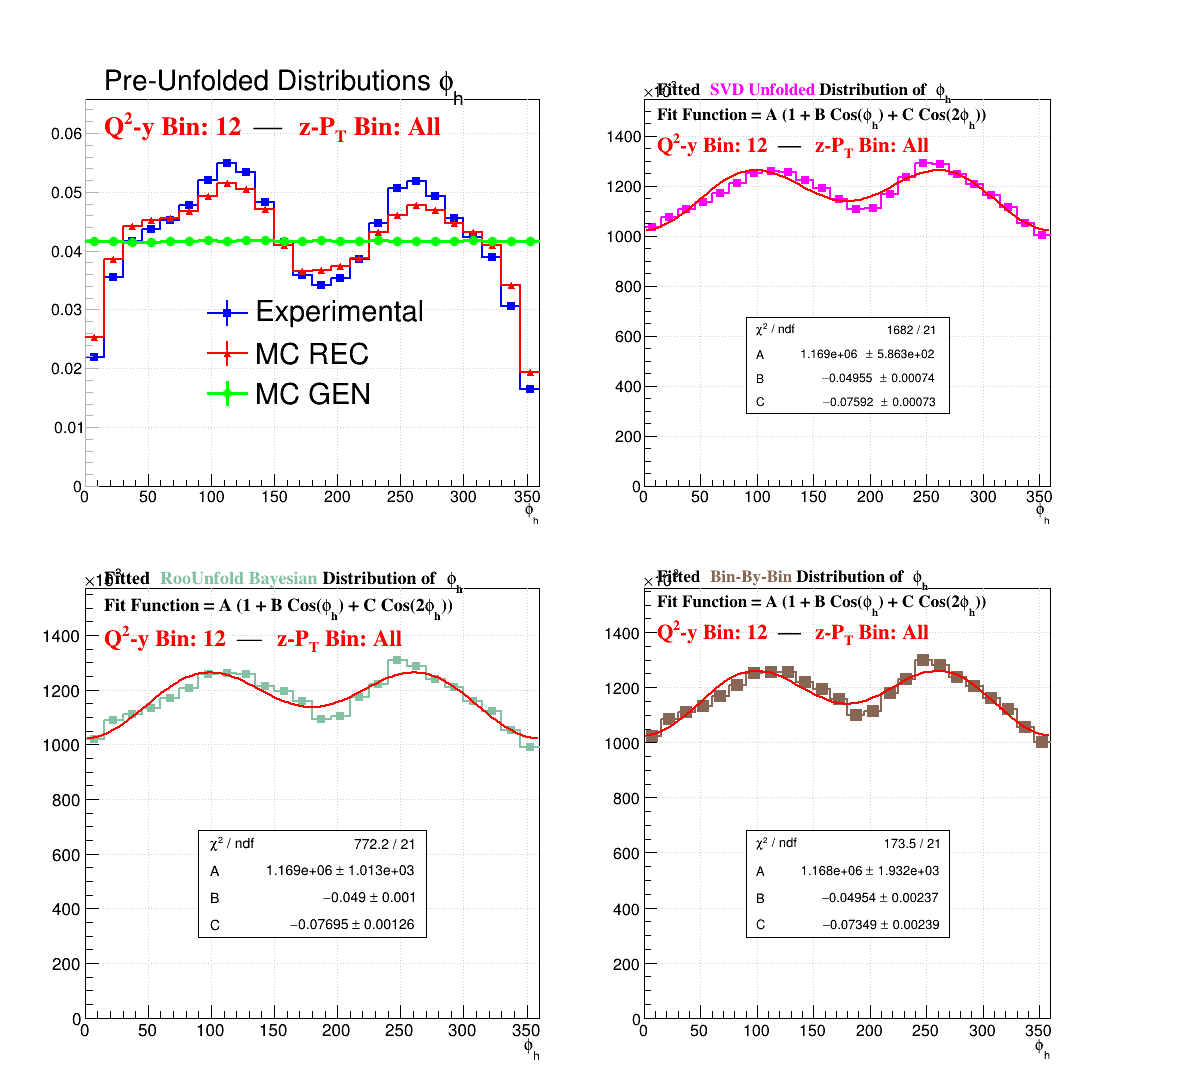 Pre-Unfolded Distributions ϕh
Q²-y Bin: 12 — z-PT Bin: All
0.06
0.05
0.04
0.03
0.02
0.01
0
Experimental
MC REC
MC GEN
0 50 100 150 200 250 300 350
ϕh
Fitted SVD Unfolded Distribution of ϕh
Fit Function = A (1 + B Cos(ϕh) + C Cos(2ϕh))
Q²-y Bin: 12 — z-PT Bin: All
1400
1200
1000
800
600
400
200
0
χ² / ndf 1682 / 21
A 1.169e+06 ± 5.863e+02
B −0.04955 ± 0.00074
C −0.07592 ± 0.00073
0 50 100 150 200 250 300 350
ϕh
Fitted RooUnfold Bayesian Distribution of ϕh
Fit Function = A (1 + B Cos(ϕh) + C Cos(2ϕh))
Q²-y Bin: 12 — z-PT Bin: All
1400
1200
1000
800
600
400
200
0
χ² / ndf 772.2 / 21
A 1.169e+06 ± 1.013e+03
B −0.049 ± 0.001
C −0.07695 ± 0.00126
0 50 100 150 200 250 300 350
ϕh
Fitted Bin-By-Bin Distribution of ϕh
Fit Function = A (1 + B Cos(ϕh) + C Cos(2ϕh))
Q²-y Bin: 12 — z-PT Bin: All
1400
1200
1000
800
600
400
200
0
χ² / ndf 173.5 / 21
A 1.168e+06 ± 1.932e+03
B −0.04954 ± 0.00237
C −0.07349 ± 0.00239
0 50 100 150 200 250 300 350
ϕh